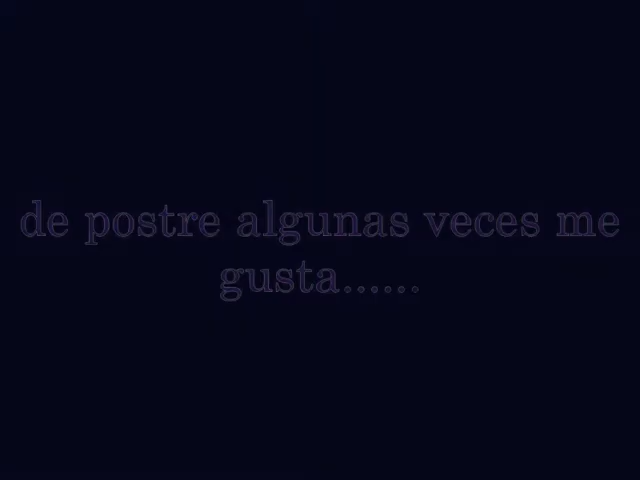 de postre algunas veces me
gusta......